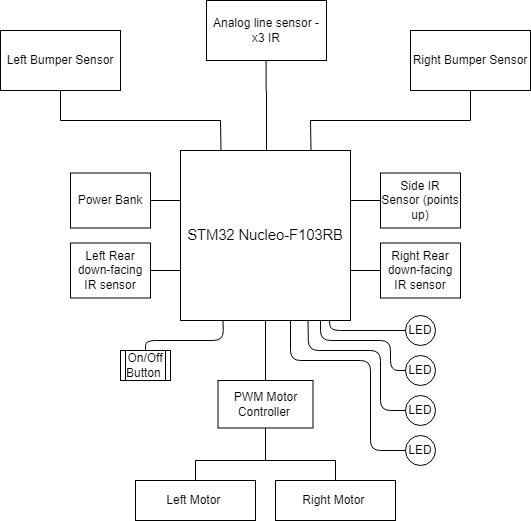 Analog line sensor -
x3 IR
Left Bumper Sensor
Right Bumper Sensor
Power Bank
STM32 Nucleo-F103RB
Side IR
Sensor (points
up)
Left Rear
down-facing
IR sensor
Right Rear
down-facing
IR sensor
LED
On/Off
Button
LED
PWM Motor
Controller
LED
LED
Left Motor
Right Motor